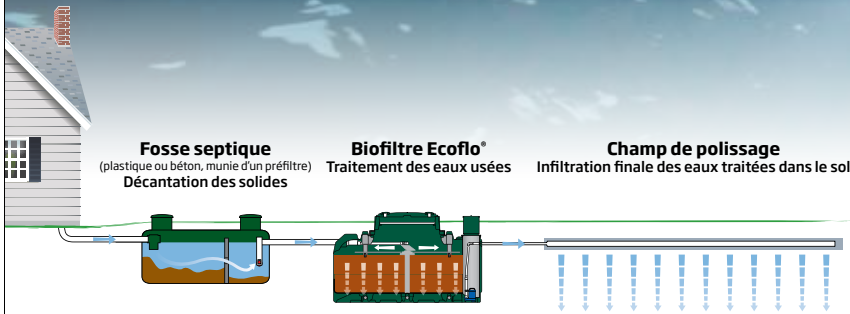 Fosse septique
(plastique ou béton, munie d'un préfiltre)
Décantation des solides
Biofiltre Ecoflo®
Traitement des eaux usées
Champ de polissage
Infiltration finale des eaux traitées dans le sol